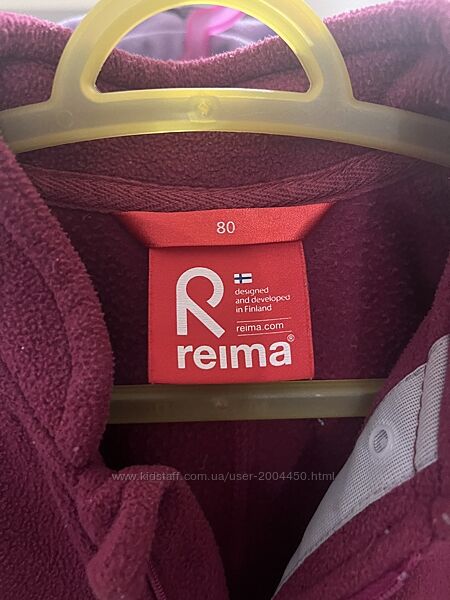 80
designed
and developed
in Finland
reima.com
reima®
www.kidstaff.com.ua/user-2004450.html